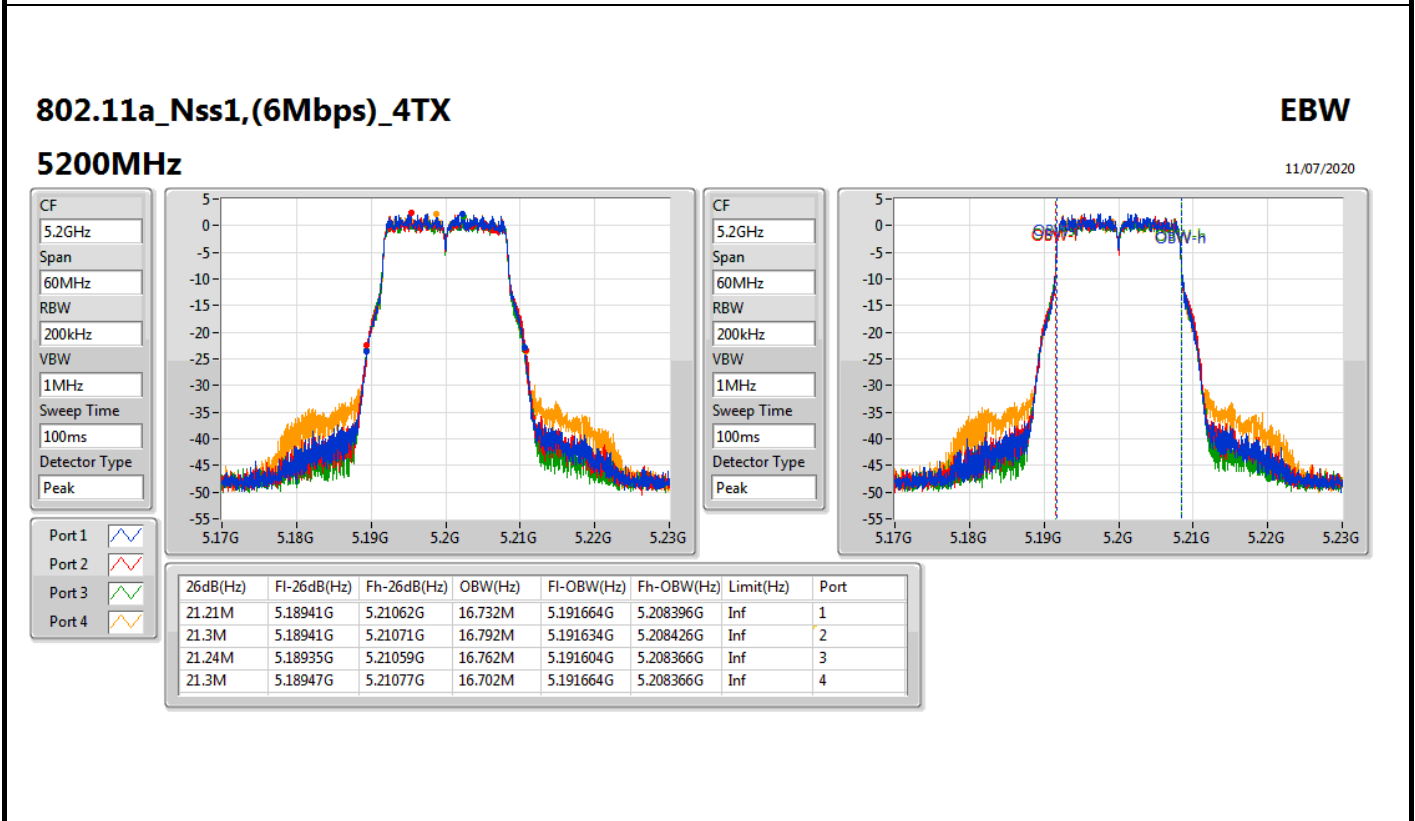 802.11a_Nss1,(6Mbps)_4TX
EBW
5200MHz
11/07/2020
CF
5.2GHz
Span
60MHz
RBW
200kHz
VBW
1MHz
Sweep Time
100ms
Detector Type
Peak
5
0
-5
-10
-15
-20
-25
-30
-35
-40
-45
-50
-55
5.17G 5.18G 5.19G 5.2G 5.21G 5.22G 5.23G
CF
5.2GHz
Span
60MHz
RBW
200kHz
VBW
1MHz
Sweep Time
100ms
Detector Type
Peak
5
0
-5
-10
-15
-20
-25
-30
-35
-40
-45
-50
-55
OBW-h
5.17G 5.18G 5.19G 5.2G 5.21G 5.22G 5.23G
Port 1
Port 2
Port 3
Port 4
26dB(Hz) Fl-26dB(Hz) Fh-26dB(Hz) OBW(Hz) Fl-OBW(Hz) Fh-OBW(Hz) Limit(Hz) Port
21.21M 5.18941G 5.21062G 16.732M 5.191664G 5.208396G Inf 1
21.3M 5.18941G 5.21071G 16.792M 5.191634G 5.208426G Inf 2
21.24M 5.18935G 5.21059G 16.762M 5.191604G 5.208366G Inf 3
21.3M 5.18947G 5.21077G 16.702M 5.191664G 5.208366G Inf 4